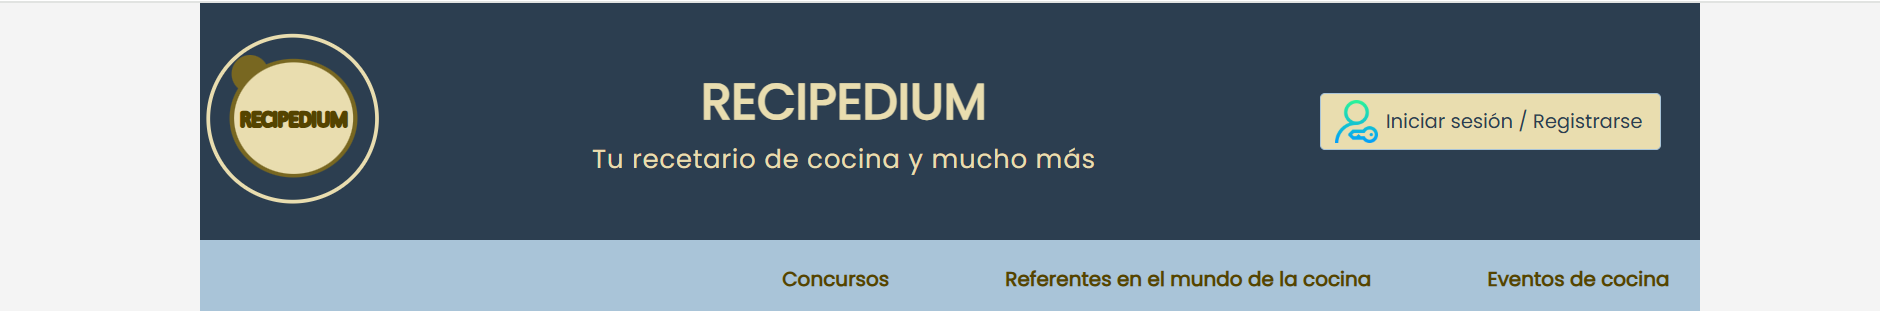 RECIPEDIUM
RECIPEDIUM
Tu recetario de cocina y mucho más
Iniciar sesión / Registrarse
Concursos
Referentes en el mundo de la cocina
Eventos de cocina